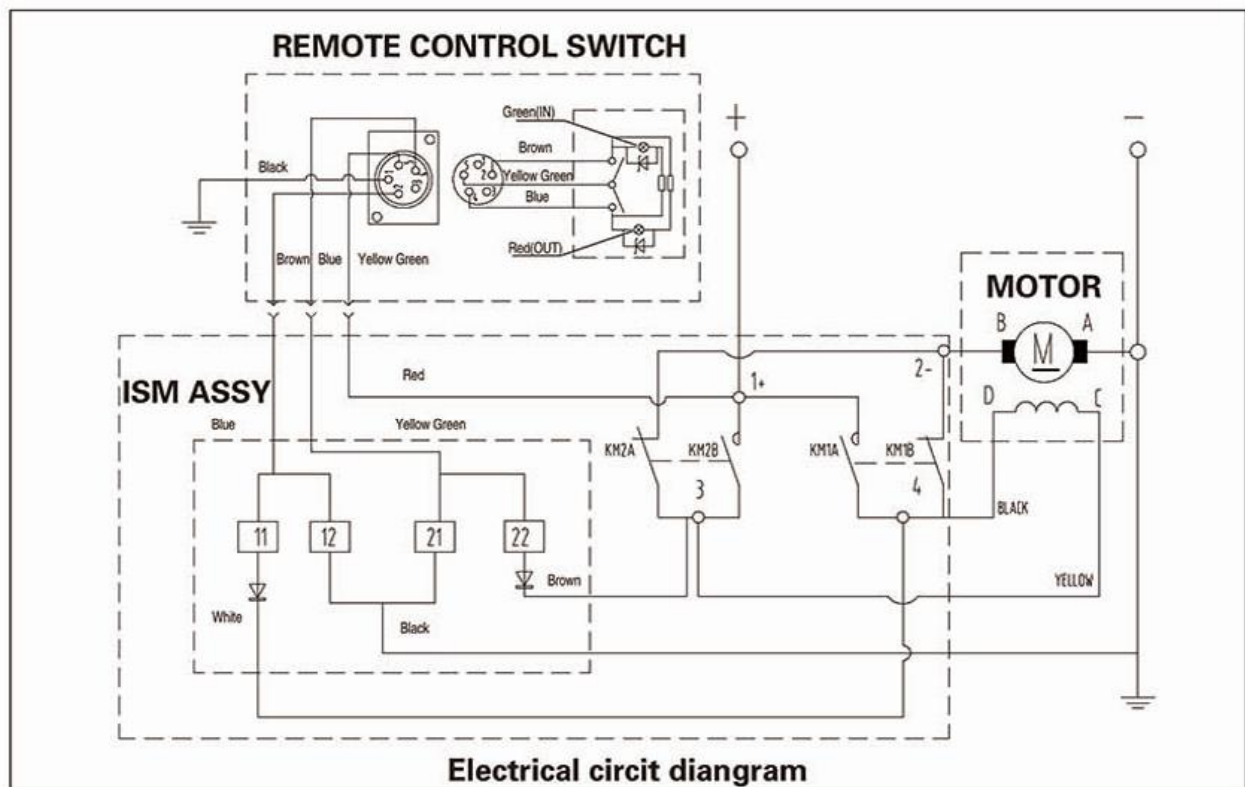 REMOTE CONTROL SWITCH
Green(IN)
Brown
Yellow Green
Blue
Red(OUT)
Black
Brown Blue Yellow Green
+
−
MOTOR
B
A
M
D
C
ISM ASSY
Red
1+
2-
Blue
Yellow Green
KM2A
KM2B
KM1A
KM1B
3
4
BLACK
YELLOW
11
12
21
22
Brown
White
Black
Electrical circit diangram